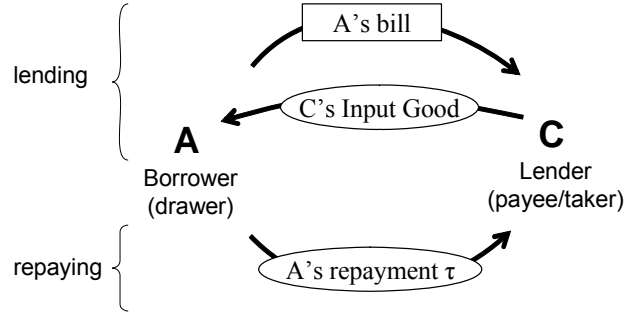 A's bill
lending
C's Input Good
A
C
Borrower
(drawer)
Lender
(payee/taker)
repaying
A's repayment τ